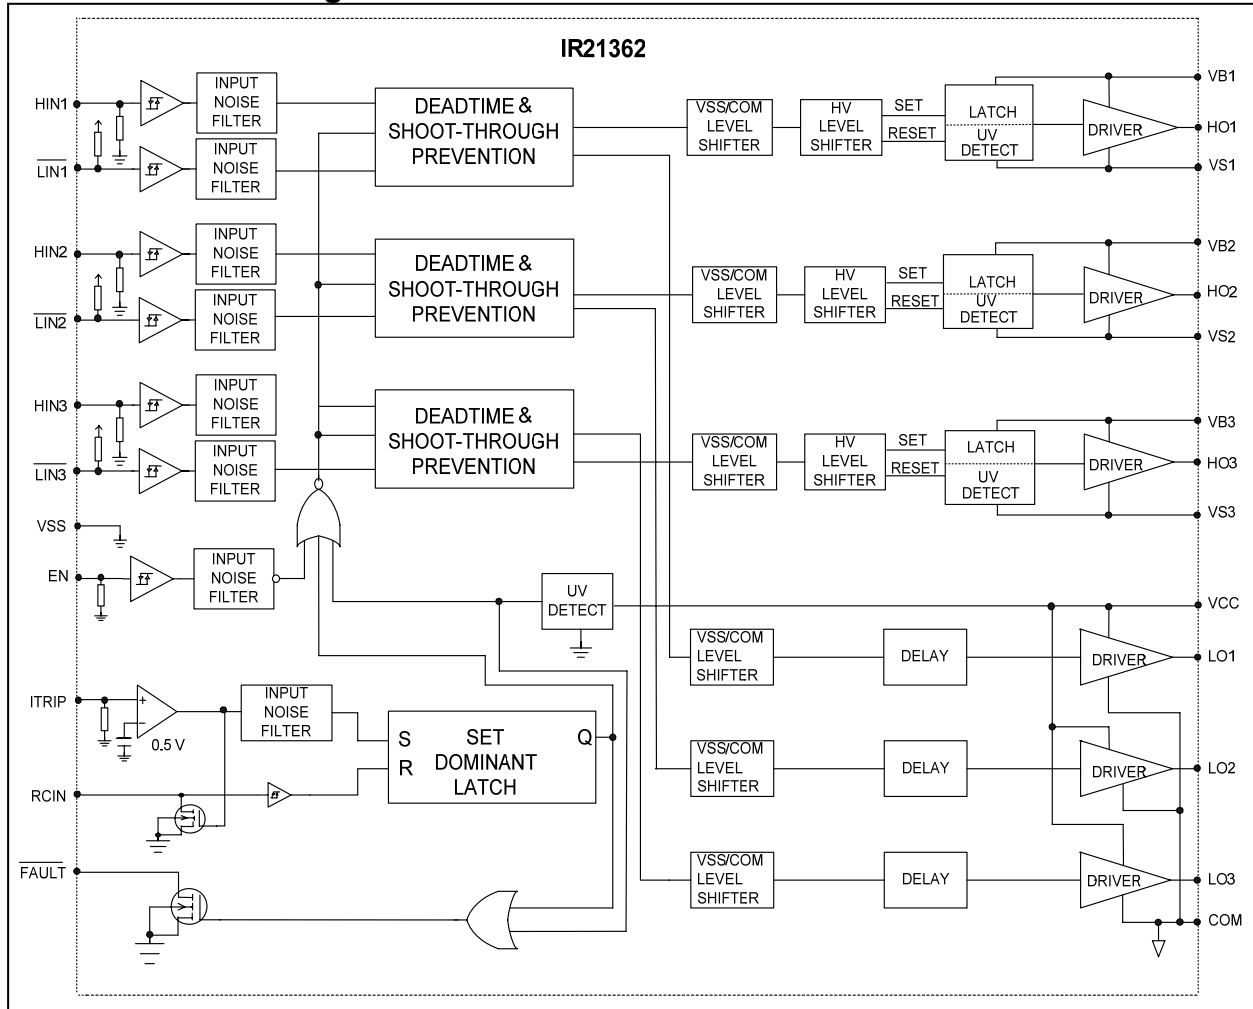 IR21362
HIN1
INPUT
NOISE
FILTER
DEADTIME &
SHOOT-THROUGH
PREVENTION
VSS/COM
LEVEL
SHIFTER
HV
LEVEL
SHIFTER
SET
RESET
LATCH
UV
DETECT
DRIVER
VB1
HO1
VS1
LIN1
INPUT
NOISE
FILTER
HIN2
INPUT
NOISE
FILTER
DEADTIME &
SHOOT-THROUGH
PREVENTION
VSS/COM
LEVEL
SHIFTER
HV
LEVEL
SHIFTER
SET
RESET
LATCH
UV
DETECT
DRIVER
VB2
HO2
VS2
LIN2
INPUT
NOISE
FILTER
HIN3
INPUT
NOISE
FILTER
DEADTIME &
SHOOT-THROUGH
PREVENTION
VSS/COM
LEVEL
SHIFTER
HV
LEVEL
SHIFTER
SET
RESET
LATCH
UV
DETECT
DRIVER
VB3
HO3
VS3
LIN3
INPUT
NOISE
FILTER
VSS
EN
INPUT
NOISE
FILTER
UV
DETECT
VCC
VSS/COM
LEVEL
SHIFTER
DELAY
DRIVER
LO1
ITRIP
+
−
0.5 V
INPUT
NOISE
FILTER
S
R
SET
DOMINANT
LATCH
Q
VSS/COM
LEVEL
SHIFTER
DELAY
DRIVER
LO2
RCIN
FAULT
VSS/COM
LEVEL
SHIFTER
DELAY
DRIVER
LO3
COM